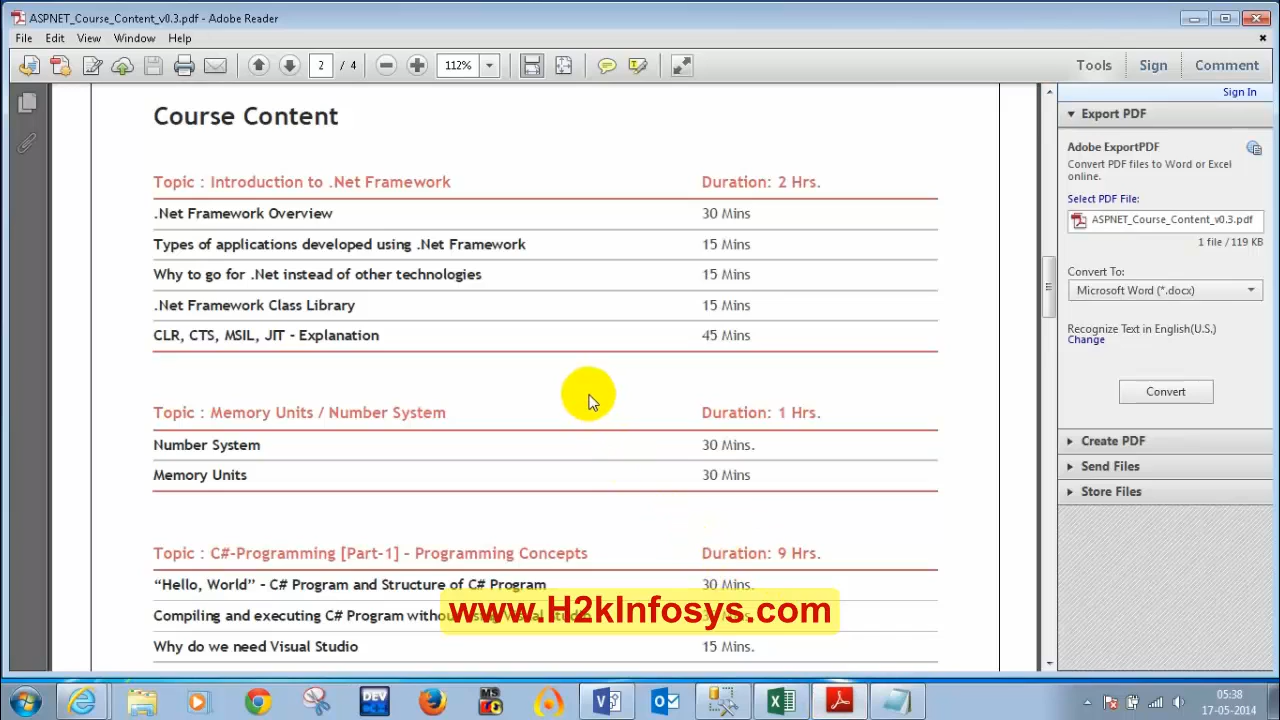 ASPNET_Course_Content_v0.3.pdf - Adobe Reader
File Edit View Window Help
2 / 4 112% Tools Sign Comment
Sign In
Course Content
Topic : Introduction to .Net Framework Duration: 2 Hrs.
.Net Framework Overview 30 Mins
Types of applications developed using .Net Framework 15 Mins
Why to go for .Net instead of other technologies 15 Mins
.Net Framework Class Library 15 Mins
CLR, CTS, MSIL, JIT - Explanation 45 Mins
Topic : Memory Units / Number System Duration: 1 Hrs.
Number System 30 Mins.
Memory Units 30 Mins
Topic : C#-Programming [Part-1] – Programming Concepts Duration: 9 Hrs.
“Hello, World” - C# Program and Structure of C# Program 30 Mins.
Compiling and executing C# Program without
Why do we need Visual Studio 15 Mins.
www.H2kInfosys.com
Export PDF
Adobe ExportPDF
Convert PDF files to Word or Excel
online.
Select PDF File:
ASPNET_Course_Content_v0.3.pdf
1 file / 119 KB
Convert To:
Microsoft Word (*.docx)
Recognize Text in English(U.S.)
Change
Convert
Create PDF
Send Files
Store Files
DEV
MS
05:38
17-05-2014